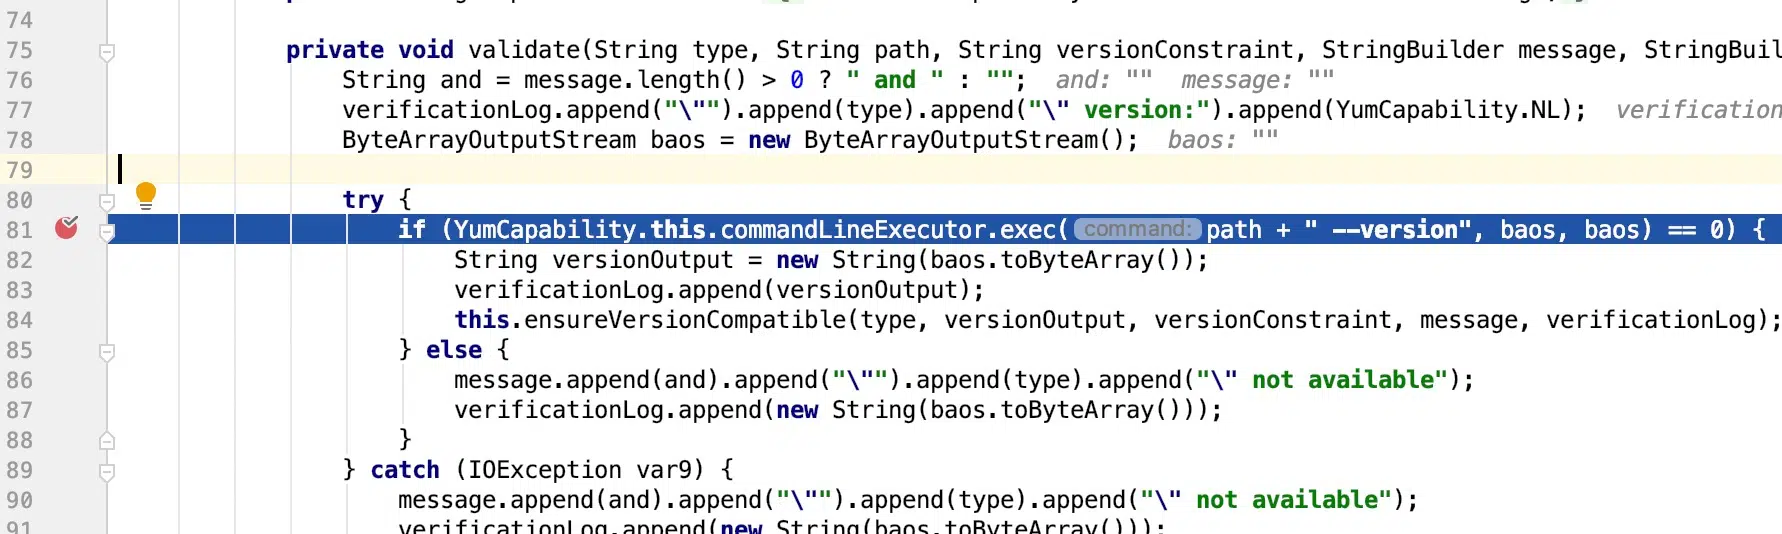 74
75 private void validate(String type, String path, String versionConstraint, StringBuilder message, StringBuil
76 String and = message.length() > 0 ? " and " : ""; and: "" message: ""
77 verificationLog.append("\"").append(type).append("\" version:").append(YumCapability.NL); verification
78 ByteArrayOutputStream baos = new ByteArrayOutputStream(); baos: ""
79
80 try {
81 if (YumCapability.this.commandLineExecutor.exec( command: path + " --version", baos, baos) == 0) {
82 String versionOutput = new String(baos.toByteArray());
83 verificationLog.append(versionOutput);
84 this.ensureVersionCompatible(type, versionOutput, versionConstraint, message, verificationLog);
85 } else {
86 message.append(and).append("\"").append(type).append("\" not available");
87 verificationLog.append(new String(baos.toByteArray()));
88 }
89 } catch (IOException var9) {
90 message.append(and).append("\"").append(type).append("\" not available");
91 verificationLog.append(new String(baos.toByteArray()));